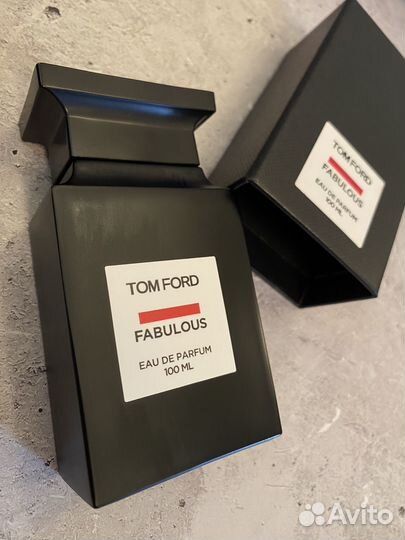 TOM FORD
FABULOUS
EAU DE PARFUM
100 ML
TOM FORD
FABULOUS
EAU DE PARFUM
100 ML
Avito